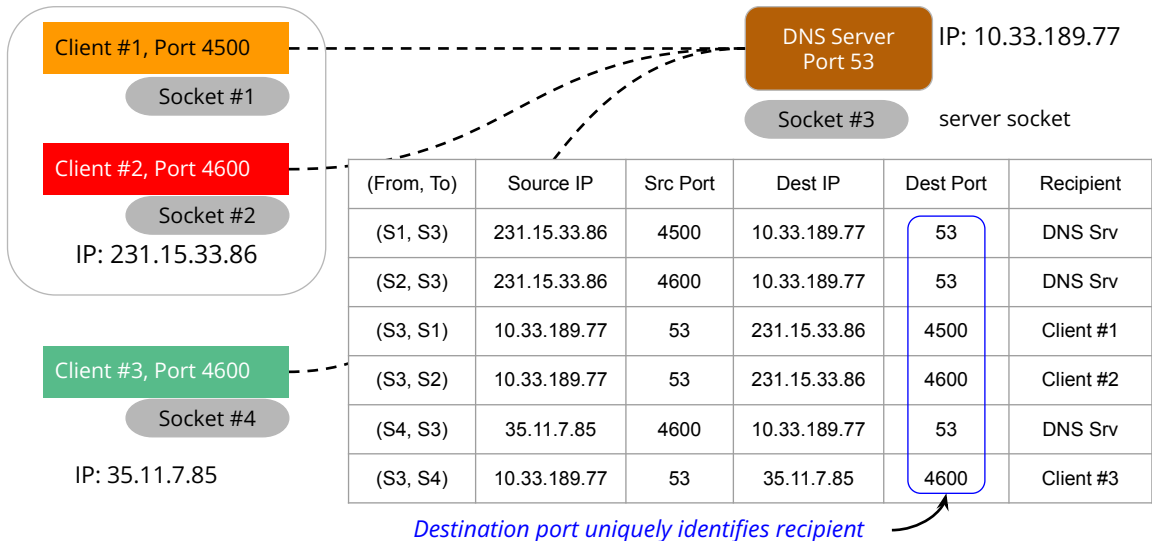 Client #1, Port 4500
Socket #1
Client #2, Port 4600
Socket #2
IP: 231.15.33.86
Client #3, Port 4600
Socket #4
IP: 35.11.7.85
DNS Server
Port 53
IP: 10.33.189.77
Socket #3
server socket
(From, To) Source IP Src Port Dest IP Dest Port Recipient
(S1, S3) 231.15.33.86 4500 10.33.189.77 53 DNS Srv
(S2, S3) 231.15.33.86 4600 10.33.189.77 53 DNS Srv
(S3, S1) 10.33.189.77 53 231.15.33.86 4500 Client #1
(S3, S2) 10.33.189.77 53 231.15.33.86 4600 Client #2
(S4, S3) 35.11.7.85 4600 10.33.189.77 53 DNS Srv
(S3, S4) 10.33.189.77 53 35.11.7.85 4600 Client #3
Destination port uniquely identifies recipient